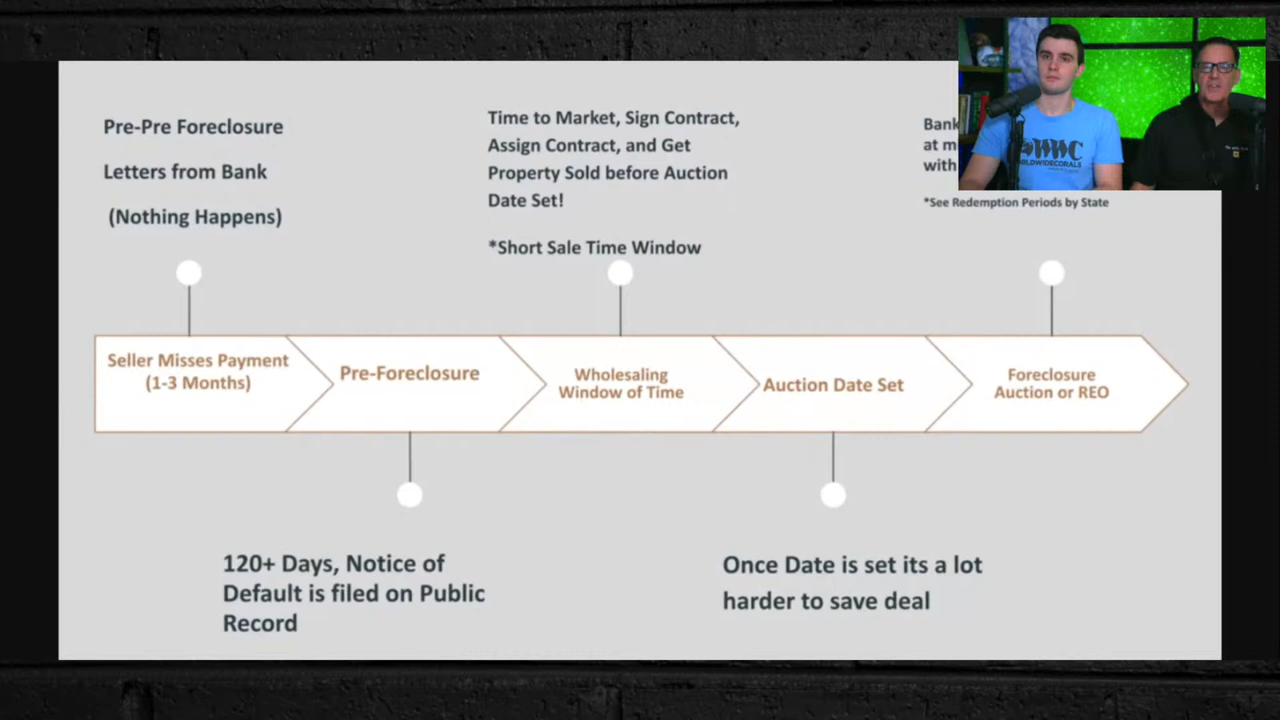 Pre-Pre Foreclosure
Letters from Bank
(Nothing Happens)
Time to Market, Sign Contract,
Assign Contract, and Get
Property Sold before Auction
Date Set!
*Short Sale Time Window
Bank
at
with
*See Redemption Periods by State
WWC
Seller Misses Payment
(1-3 Months)
Pre-Foreclosure
Wholesaling
Window of Time
Auction Date Set
Foreclosure
Auction or REO
120+ Days, Notice of
Default is filed on Public
Record
Once Date is set its a lot
harder to save deal